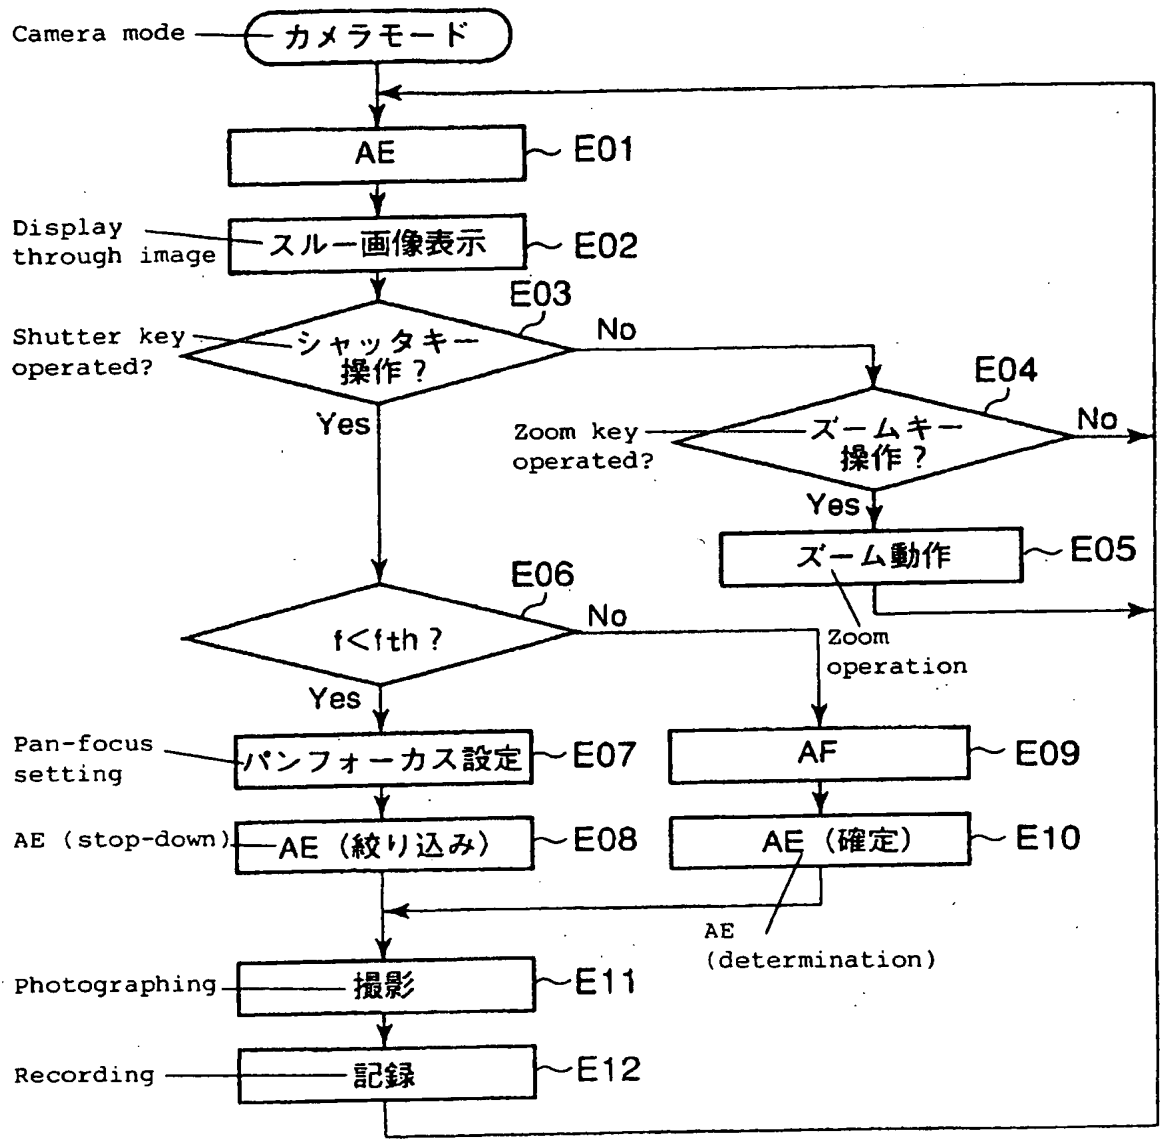 Camera mode
カメラモード
AE
E01
Display
through image
スルー画像表示
E02
E03
Shutter key
operated?
シャッタキー
操作?
No
Yes
E04
Zoom key
operated?
ズームキー
操作?
No
Yes
ズーム動作
E05
Zoom
operation
E06
f<fth?
No
Yes
Pan-focus
setting
パンフォーカス設定
E07
AF
E09
AE (stop-down)
AE(絞り込み)
E08
AE(確定)
E10
AE
(determination)
Photographing
撮影
E11
Recording
記録
E12